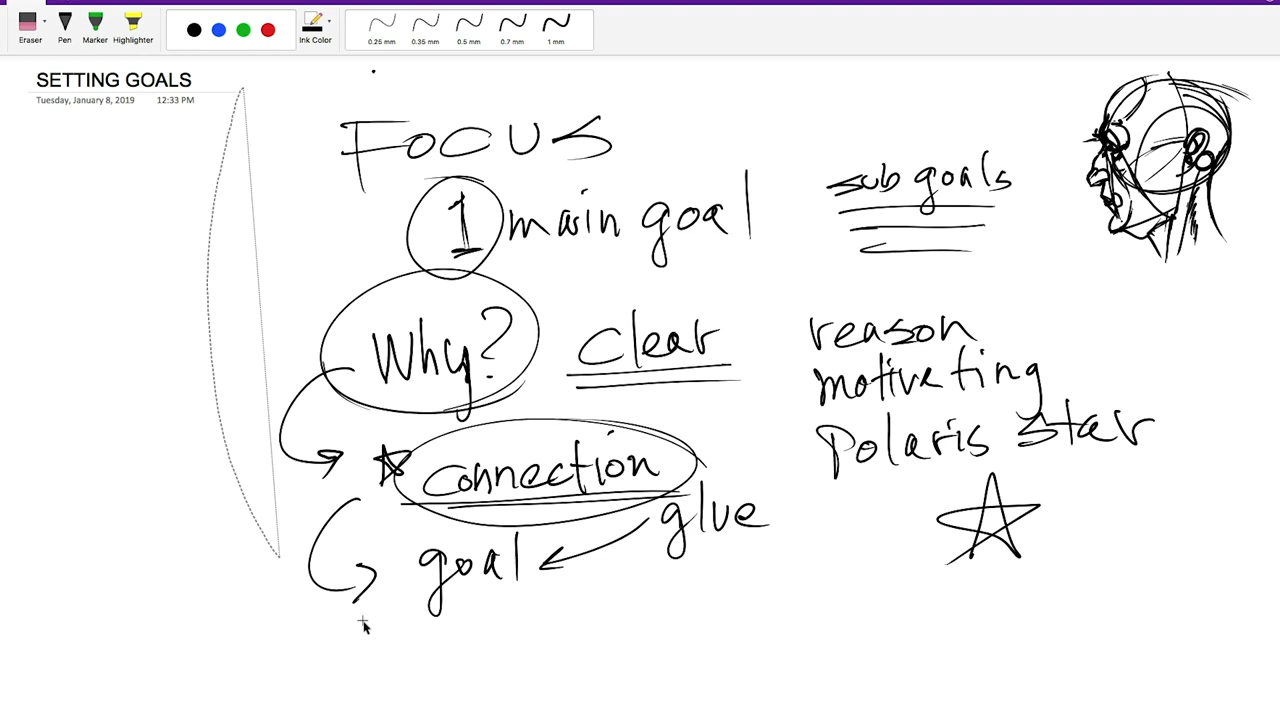 Eraser Pen Marker Highlighter Ink Color 0.25 mm 0.35 mm 0.5 mm 0.7 mm 1 mm
SETTING GOALS
Tuesday, January 8, 2019 12:33 PM
FOCUS
1 main goal
sub goals
Why? clear
reason
motivating
Polaris Star
connection
glue
goal